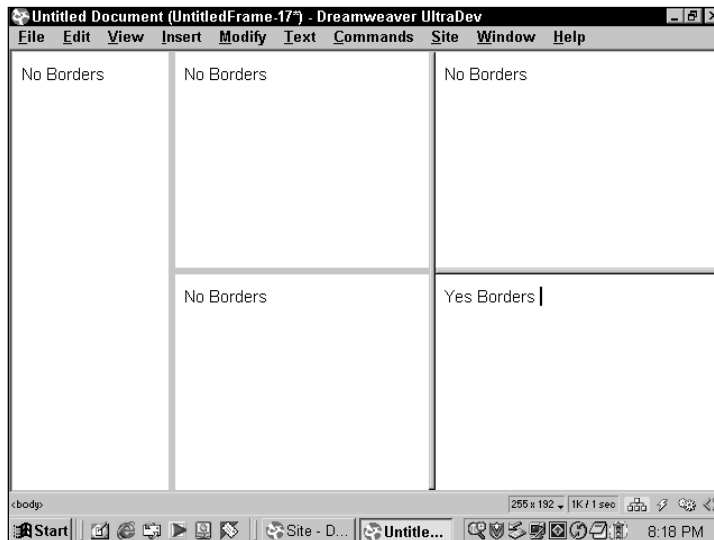 Untitled Document (UntitledFrame-17*) - Dreamweaver UltraDev
File Edit View Insert Modify Text Commands Site Window Help
No Borders No Borders No Borders
No Borders Yes Borders
<body> 255 x 192 1K / 1 sec
Start Site - D... Untitle... 8:18 PM